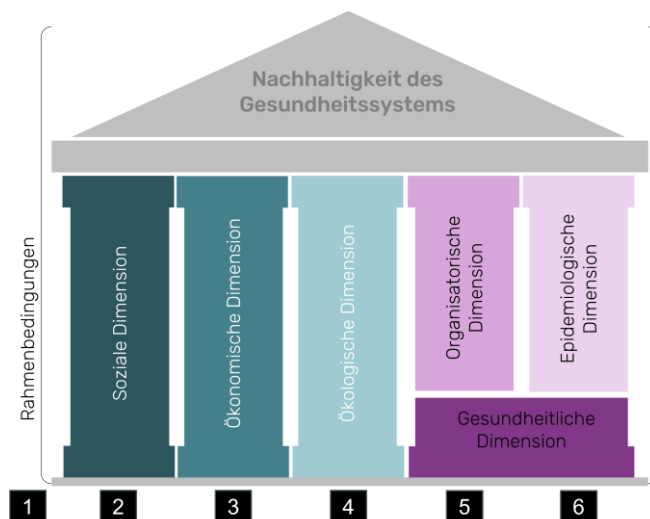 Nachhaltigkeit des
Gesundheitssystems
Rahmenbedingungen
Soziale Dimension
Ökonomische Dimension
Ökologische Dimension
Organisatorische
Dimension
Epidemiologische
Dimension
Gesundheitliche
Dimension
1
2
3
4
5
6